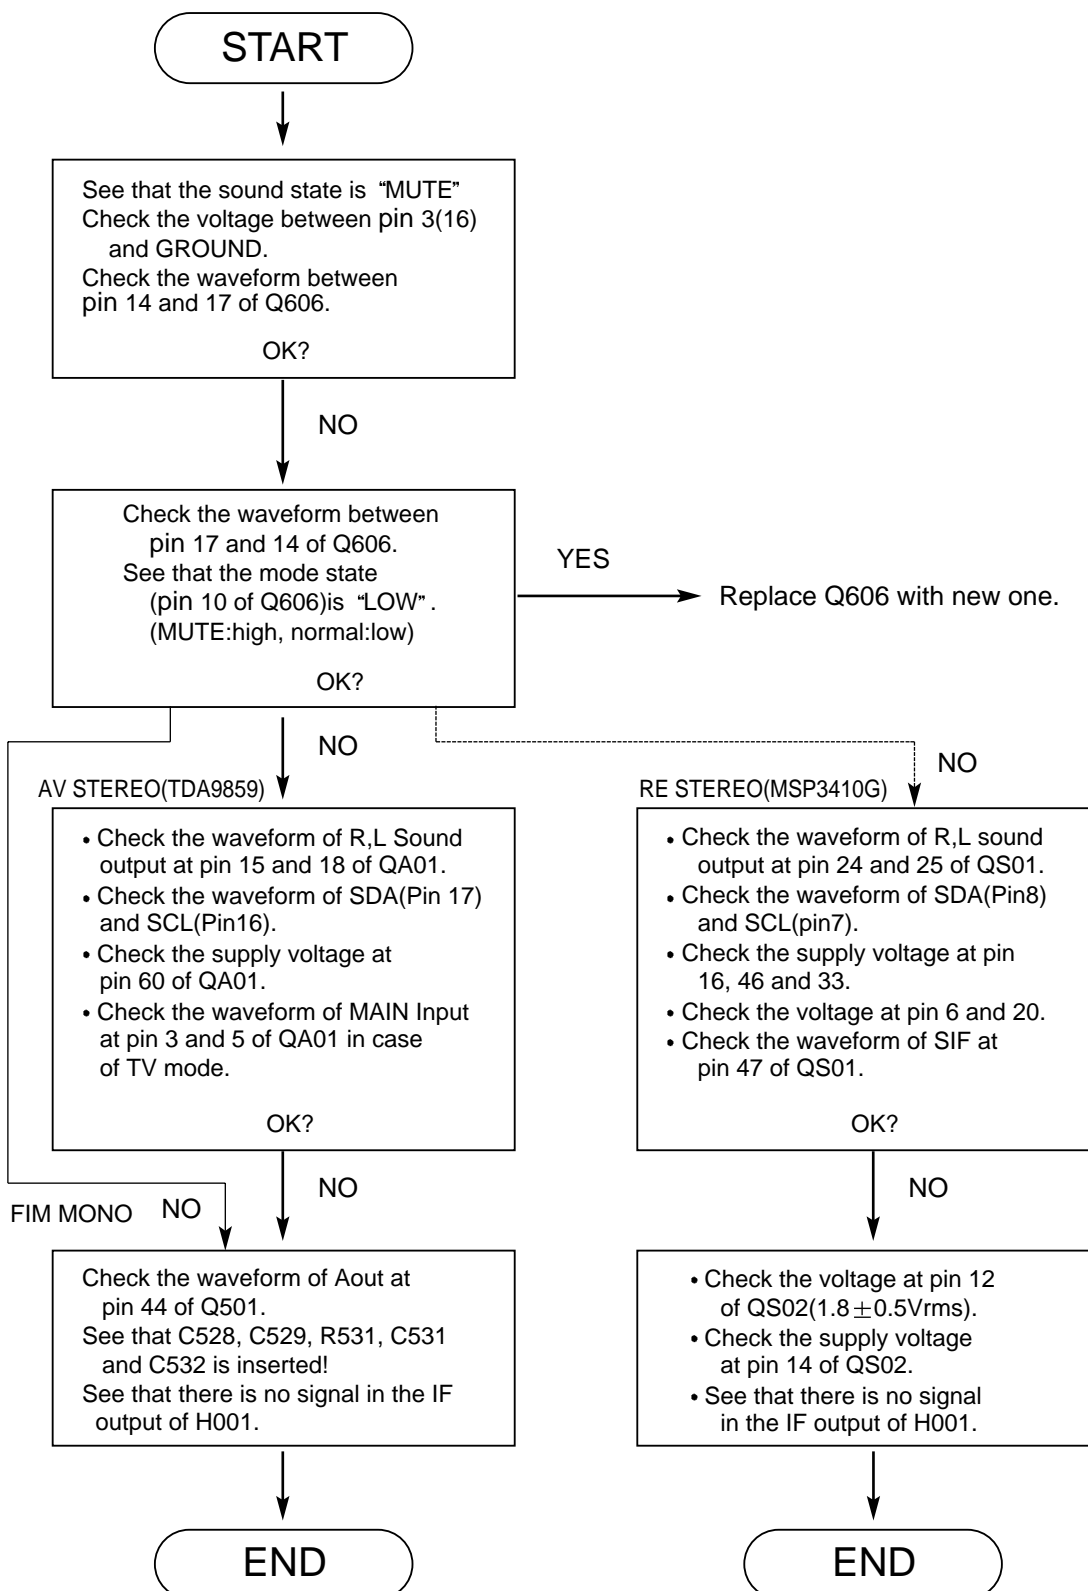 START
See that the sound state is “MUTE”
Check the voltage between pin 3(16)
and GROUND.
Check the waveform between
pin 14 and 17 of Q606.
OK?
NO
Check the waveform between
pin 17 and 14 of Q606.
See that the mode state
(pin 10 of Q606)is “LOW” .
(MUTE:high, normal:low)
OK?
YES
Replace Q606 with new one.
NO
NO
AV STEREO(TDA9859)
• Check the waveform of R,L Sound
output at pin 15 and 18 of QA01.
• Check the waveform of SDA(Pin 17)
and SCL(Pin16).
• Check the supply voltage at
pin 60 of QA01.
• Check the waveform of MAIN Input
at pin 3 and 5 of QA01 in case
of TV mode.
OK?
RE STEREO(MSP3410G)
• Check the waveform of R,L sound
output at pin 24 and 25 of QS01.
• Check the waveform of SDA(Pin8)
and SCL(pin7).
• Check the supply voltage at pin
16, 46 and 33.
• Check the voltage at pin 6 and 20.
• Check the waveform of SIF at
pin 47 of QS01.
OK?
NO
NO
FIM MONO NO
Check the waveform of Aout at
pin 44 of Q501.
See that C528, C529, R531, C531
and C532 is inserted!
See that there is no signal in the IF
output of H001.
• Check the voltage at pin 12
of QS02(1.8±0.5Vrms).
• Check the supply voltage
at pin 14 of QS02.
• See that there is no signal
in the IF output of H001.
END
END